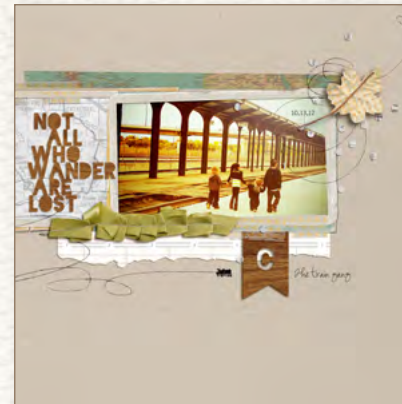 NOT
ALL
WHO
WANDER
ARE
LOST
10.13.12
C
the train gang